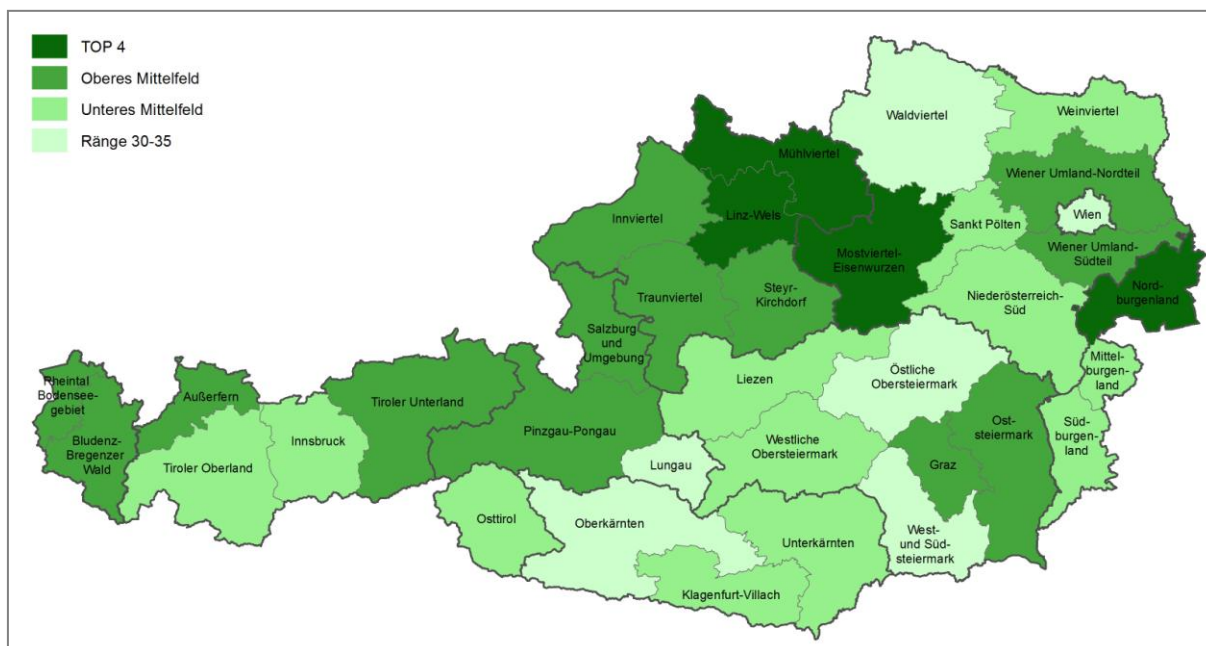 TOP 4
Oberes Mittelfeld
Unteres Mittelfeld
Ränge 30-35
Waldviertel
Weinviertel
Mühlviertel
Wiener Umland-Nordteil
Innviertel
Linz-Wels
Sankt Pölten
Wien
Mostviertel-
Eisenwurzen
Wiener Umland-
Südteil
Traunviertel
Steyr-
Kirchdorf
Niederösterreich-
Süd
Nord-
burgenland
Salzburg
und
Umgebung
Mittel-
burgen-
land
Rheintal
Bodensee-
gebiet
Außerfern
Tiroler Unterland
Liezen
Östliche
Obersteiermark
Bludenz-
Bregenzer
Wald
Innsbruck
Pinzgau-Pongau
Ost-
steiermark
Süd-
burgen-
land
Tiroler Oberland
Lungau
Westliche
Obersteiermark
Graz
Osttirol
Oberkärnten
Unterkärnten
West-
und Süd-
steiermark
Klagenfurt-Villach